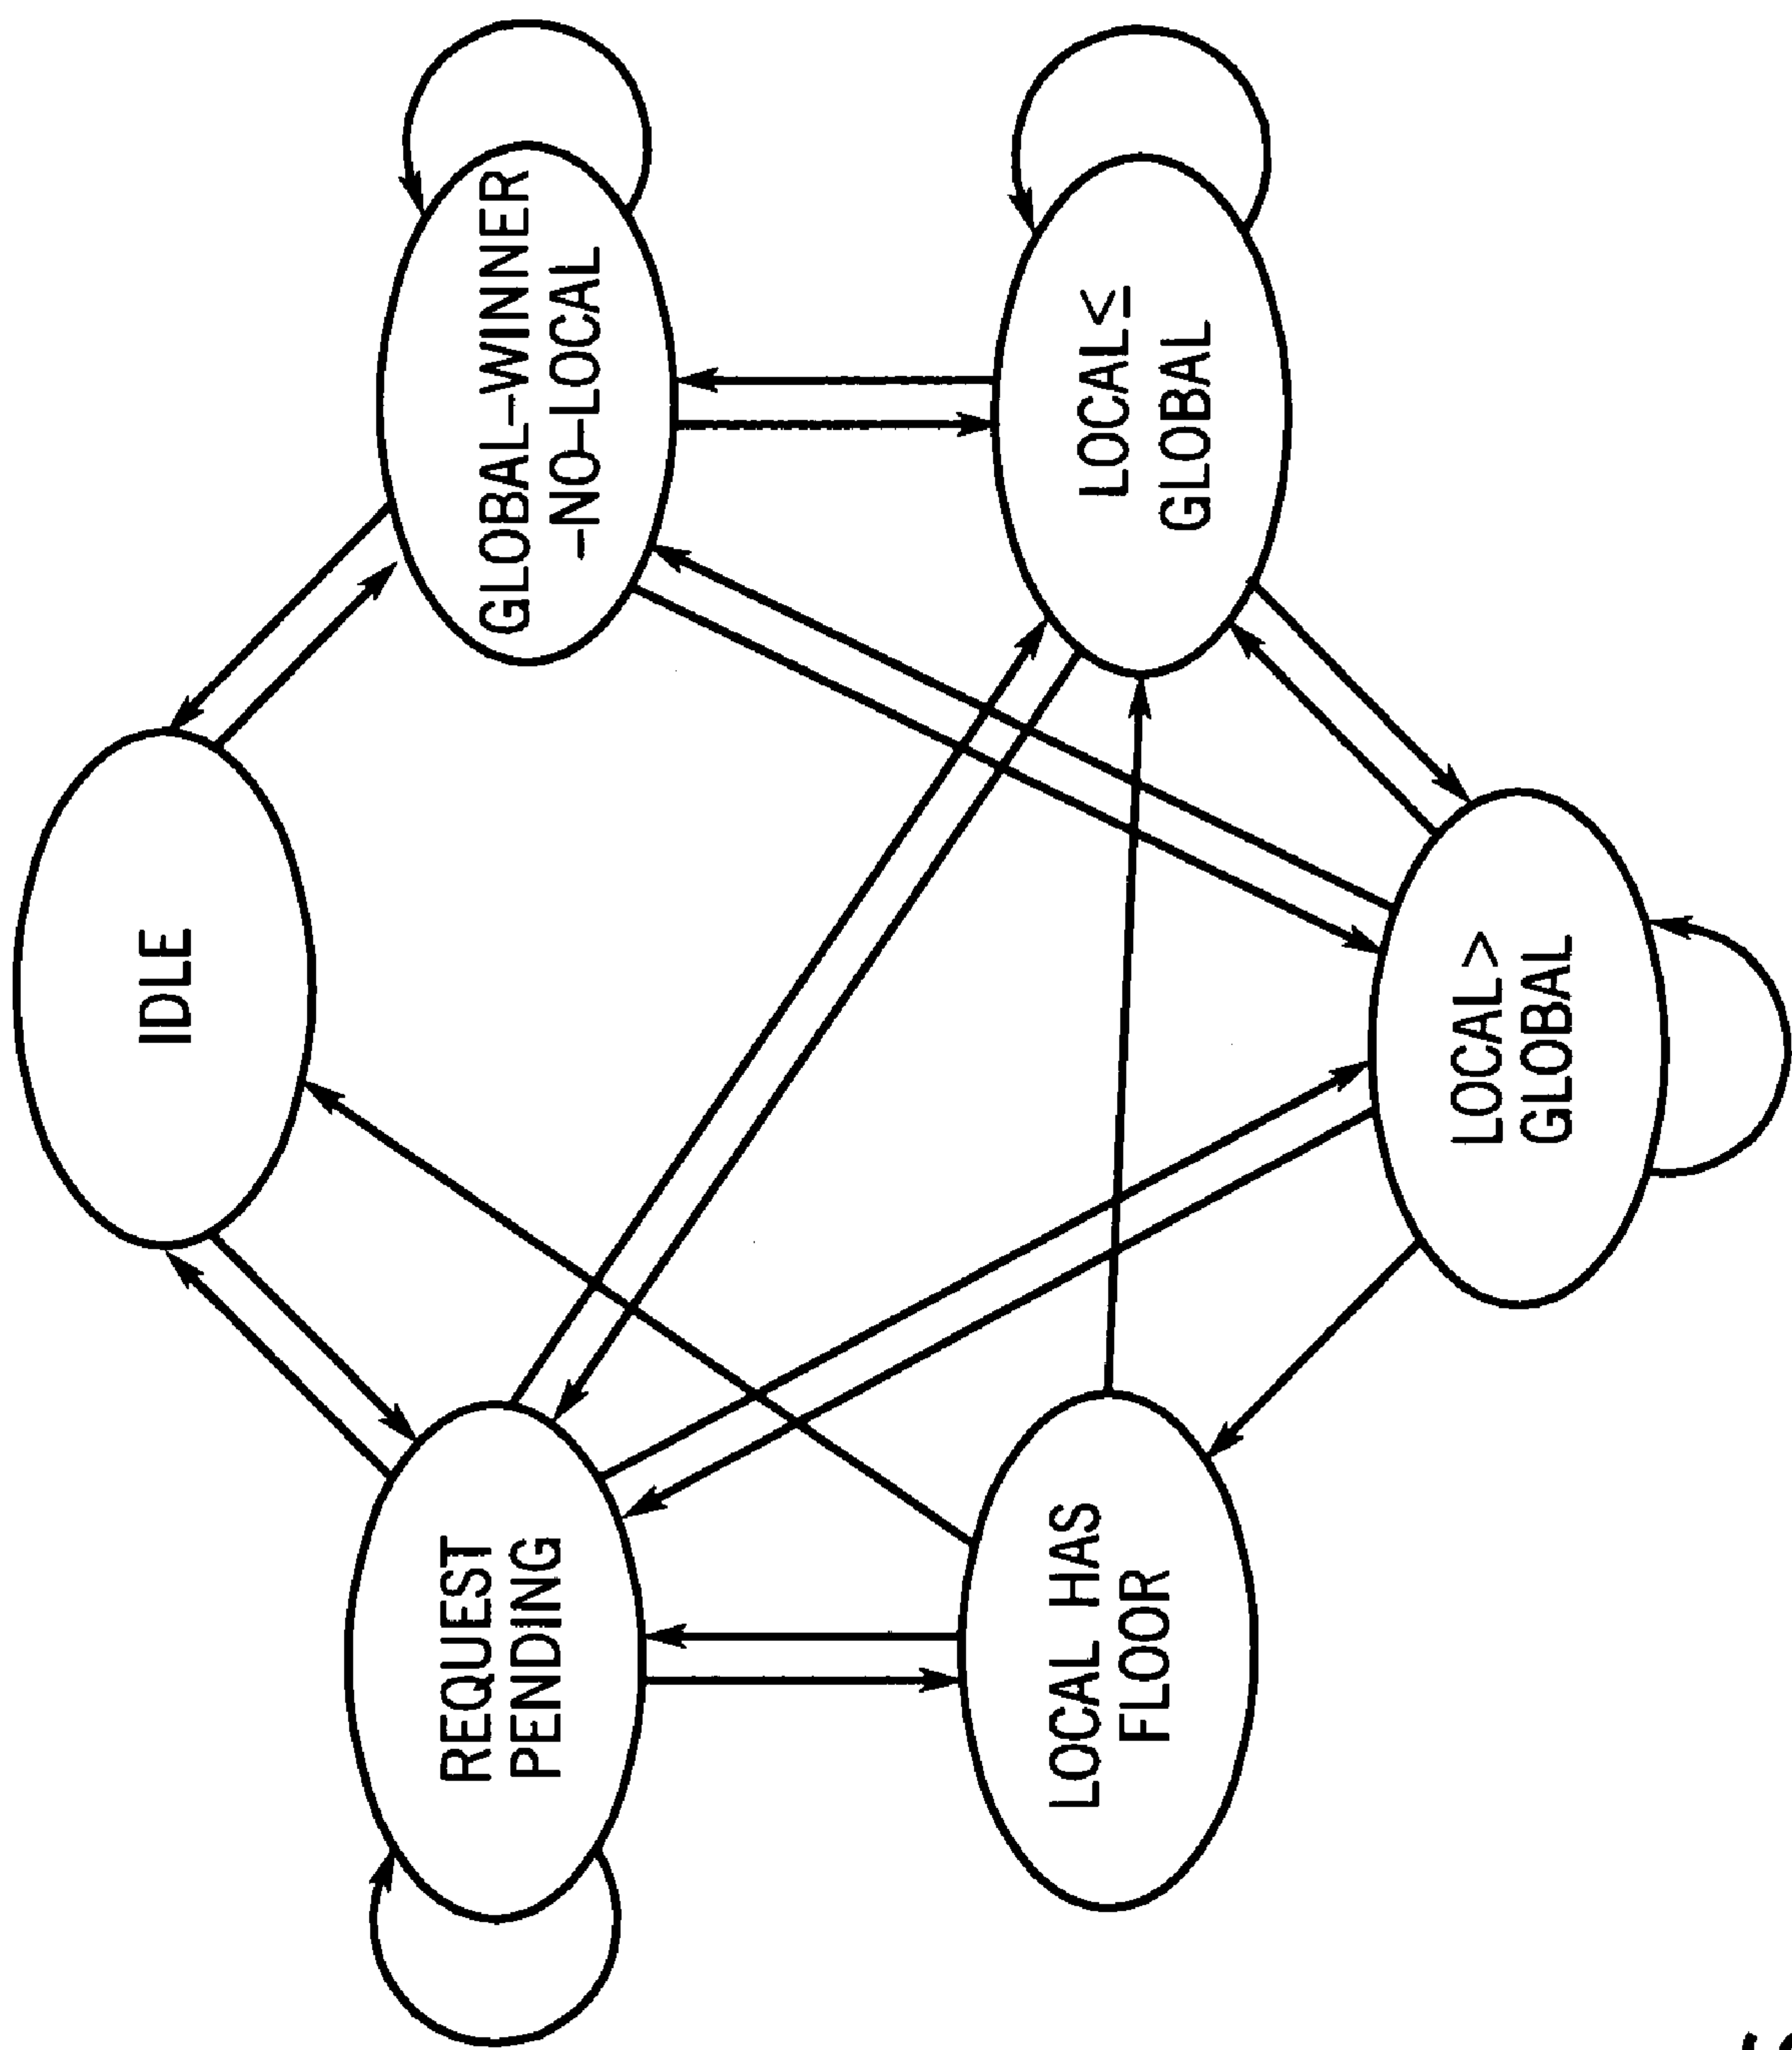 IDLE
REQUEST
PENDING
GLOBAL-WINNER
-NO-LOCAL
LOCAL HAS
FLOOR
LOCAL≤
GLOBAL
LOCAL>
GLOBAL